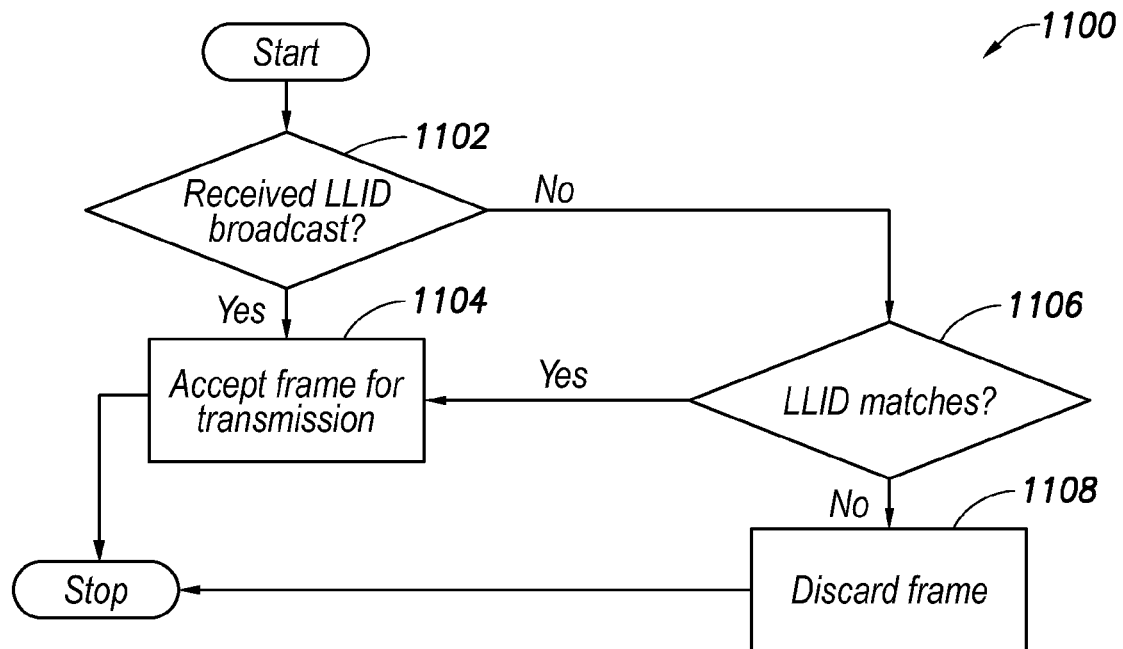 1100
Start
1102
Received LLID
broadcast?
No
Yes
1104
1106
Accept frame for
transmission
Yes
LLID matches?
No
1108
Stop
Discard frame